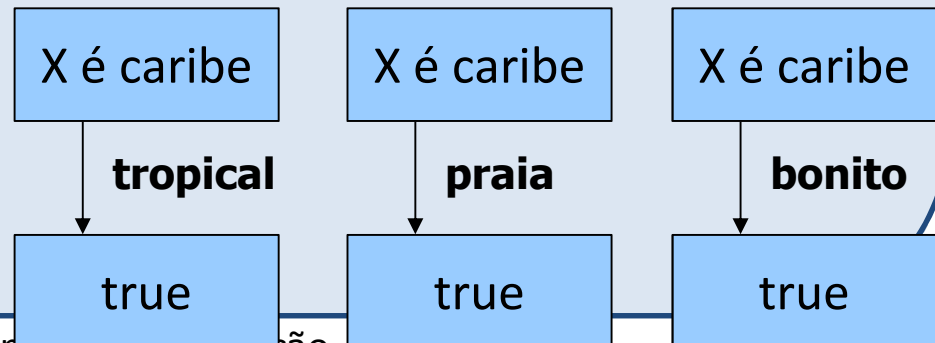 X é caribe X é caribe X é caribe
tropical praia bonito
true true true